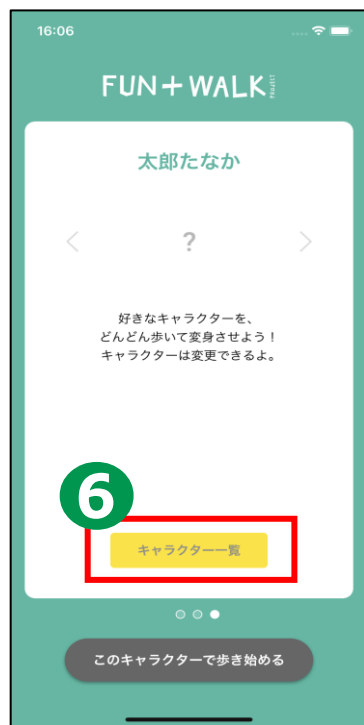 16:06
FUN+WALK PROJECT
太郎たなか
?
好きなキャラクターを、
どんどん歩いて変身させよう！
キャラクターは変更できるよ。
6
キャラクター一覧
このキャラクターで歩き始める